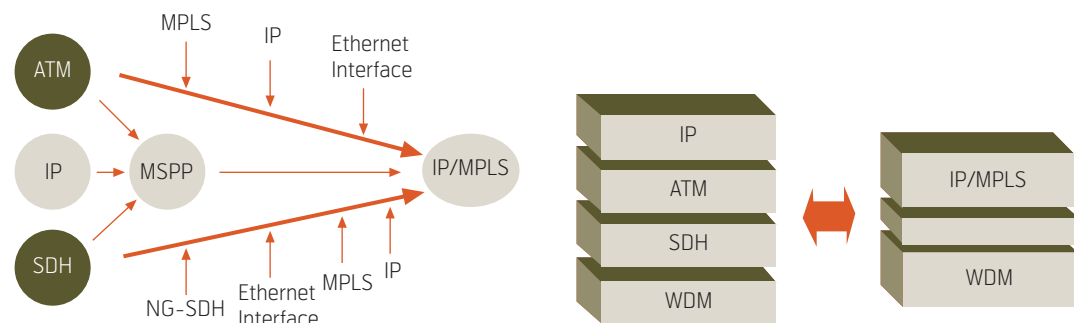 MPLS
IP
Ethernet
Interface
ATM
IP
MSPP
IP/MPLS
SDH
NG-SDH
Ethernet
Interface
MPLS
IP
IP
ATM
SDH
WDM
IP/MPLS
WDM